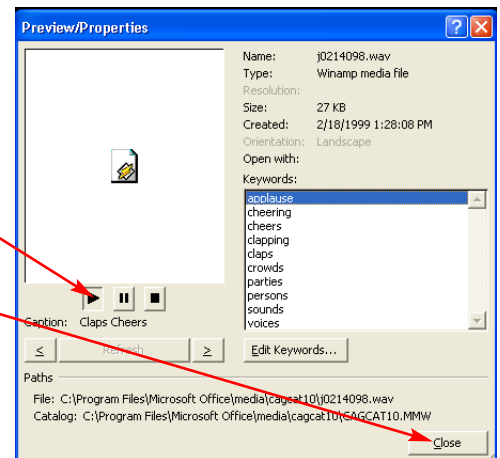 Preview/Properties
Name: j0214098.wav
Type: Winamp media file
Resolution:
Size: 27 KB
Created: 2/18/1999 1:28:08 PM
Orientation: Landscape
Open with:
Keywords:
applause
cheering
cheers
clapping
claps
crowds
parties
persons
sounds
voices
Caption: Claps Cheers
< Refresh > Edit Keywords...
Paths
File: C:\Program Files\Microsoft Office\media\cagcat10\j0214098.wav
Catalog: C:\Program Files\Microsoft Office\media\cagcat10\CAGCAT10.MMW
Close